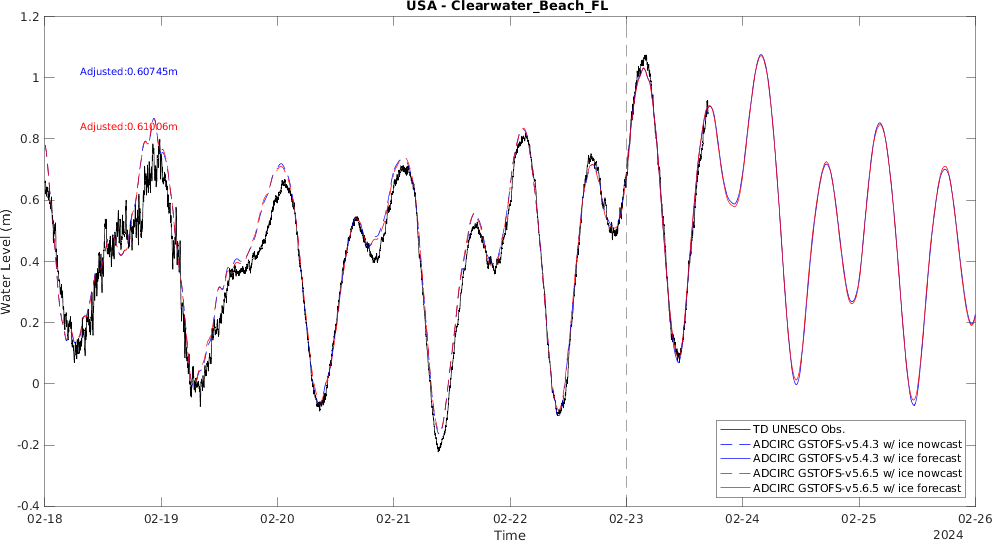 USA - Clearwater_Beach_FL
1.2
1
0.8
0.6
0.4
0.2
0
-0.2
-0.4
Water Level (m)
Adjusted:0.60745m
Adjusted:0.61006m
TD UNESCO Obs.
ADCIRC GSTOFS-v5.4.3 w/ ice nowcast
ADCIRC GSTOFS-v5.4.3 w/ ice forecast
ADCIRC GSTOFS-v5.6.5 w/ ice nowcast
ADCIRC GSTOFS-v5.6.5 w/ ice forecast
02-18 02-19 02-20 02-21 02-22 02-23 02-24 02-25 02-26
Time
2024